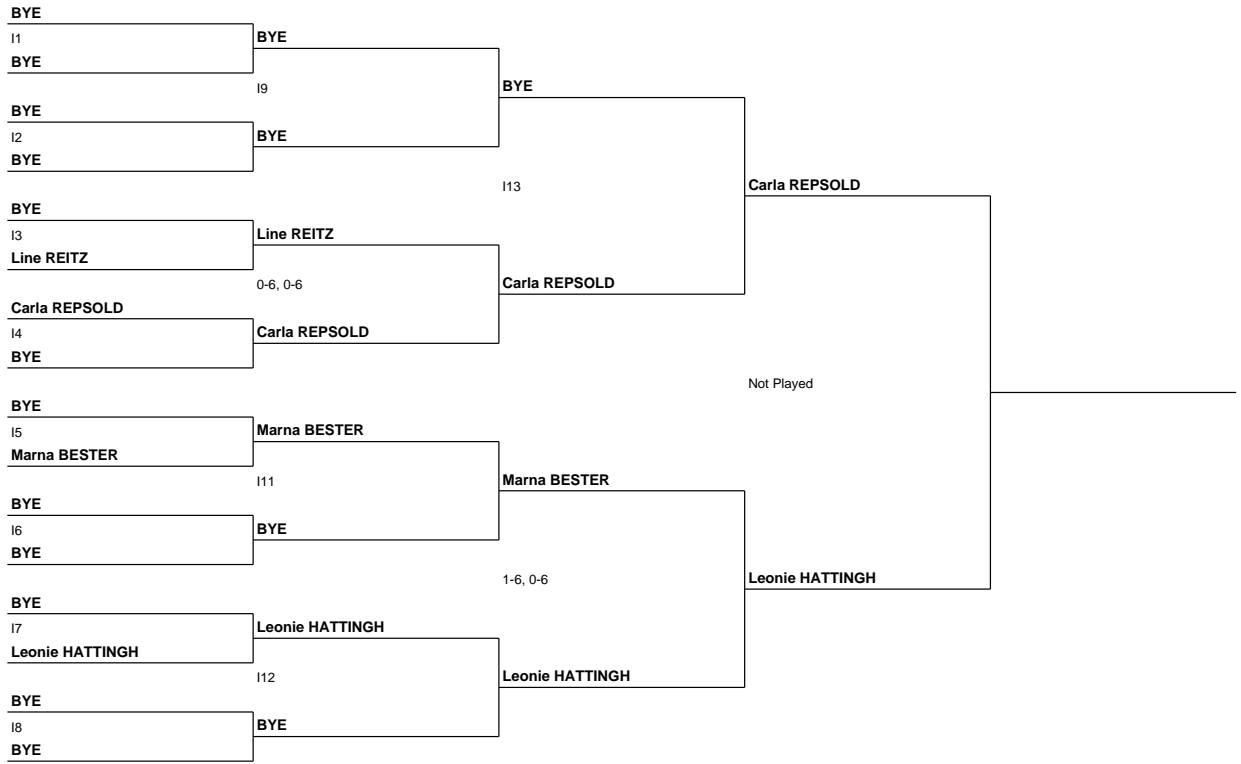 BYE
I1
BYE
BYE
I9
BYE
BYE
I2
BYE
BYE
I13
Carla REPSOLD
BYE
I3
Line REITZ
Line REITZ
0-6, 0-6
Carla REPSOLD
Carla REPSOLD
I4
Carla REPSOLD
BYE
Not Played
BYE
I5
Marna BESTER
Marna BESTER
I11
Marna BESTER
BYE
I6
BYE
BYE
1-6, 0-6
Leonie HATTINGH
BYE
I7
Leonie HATTINGH
Leonie HATTINGH
I12
Leonie HATTINGH
BYE
I8
BYE
BYE